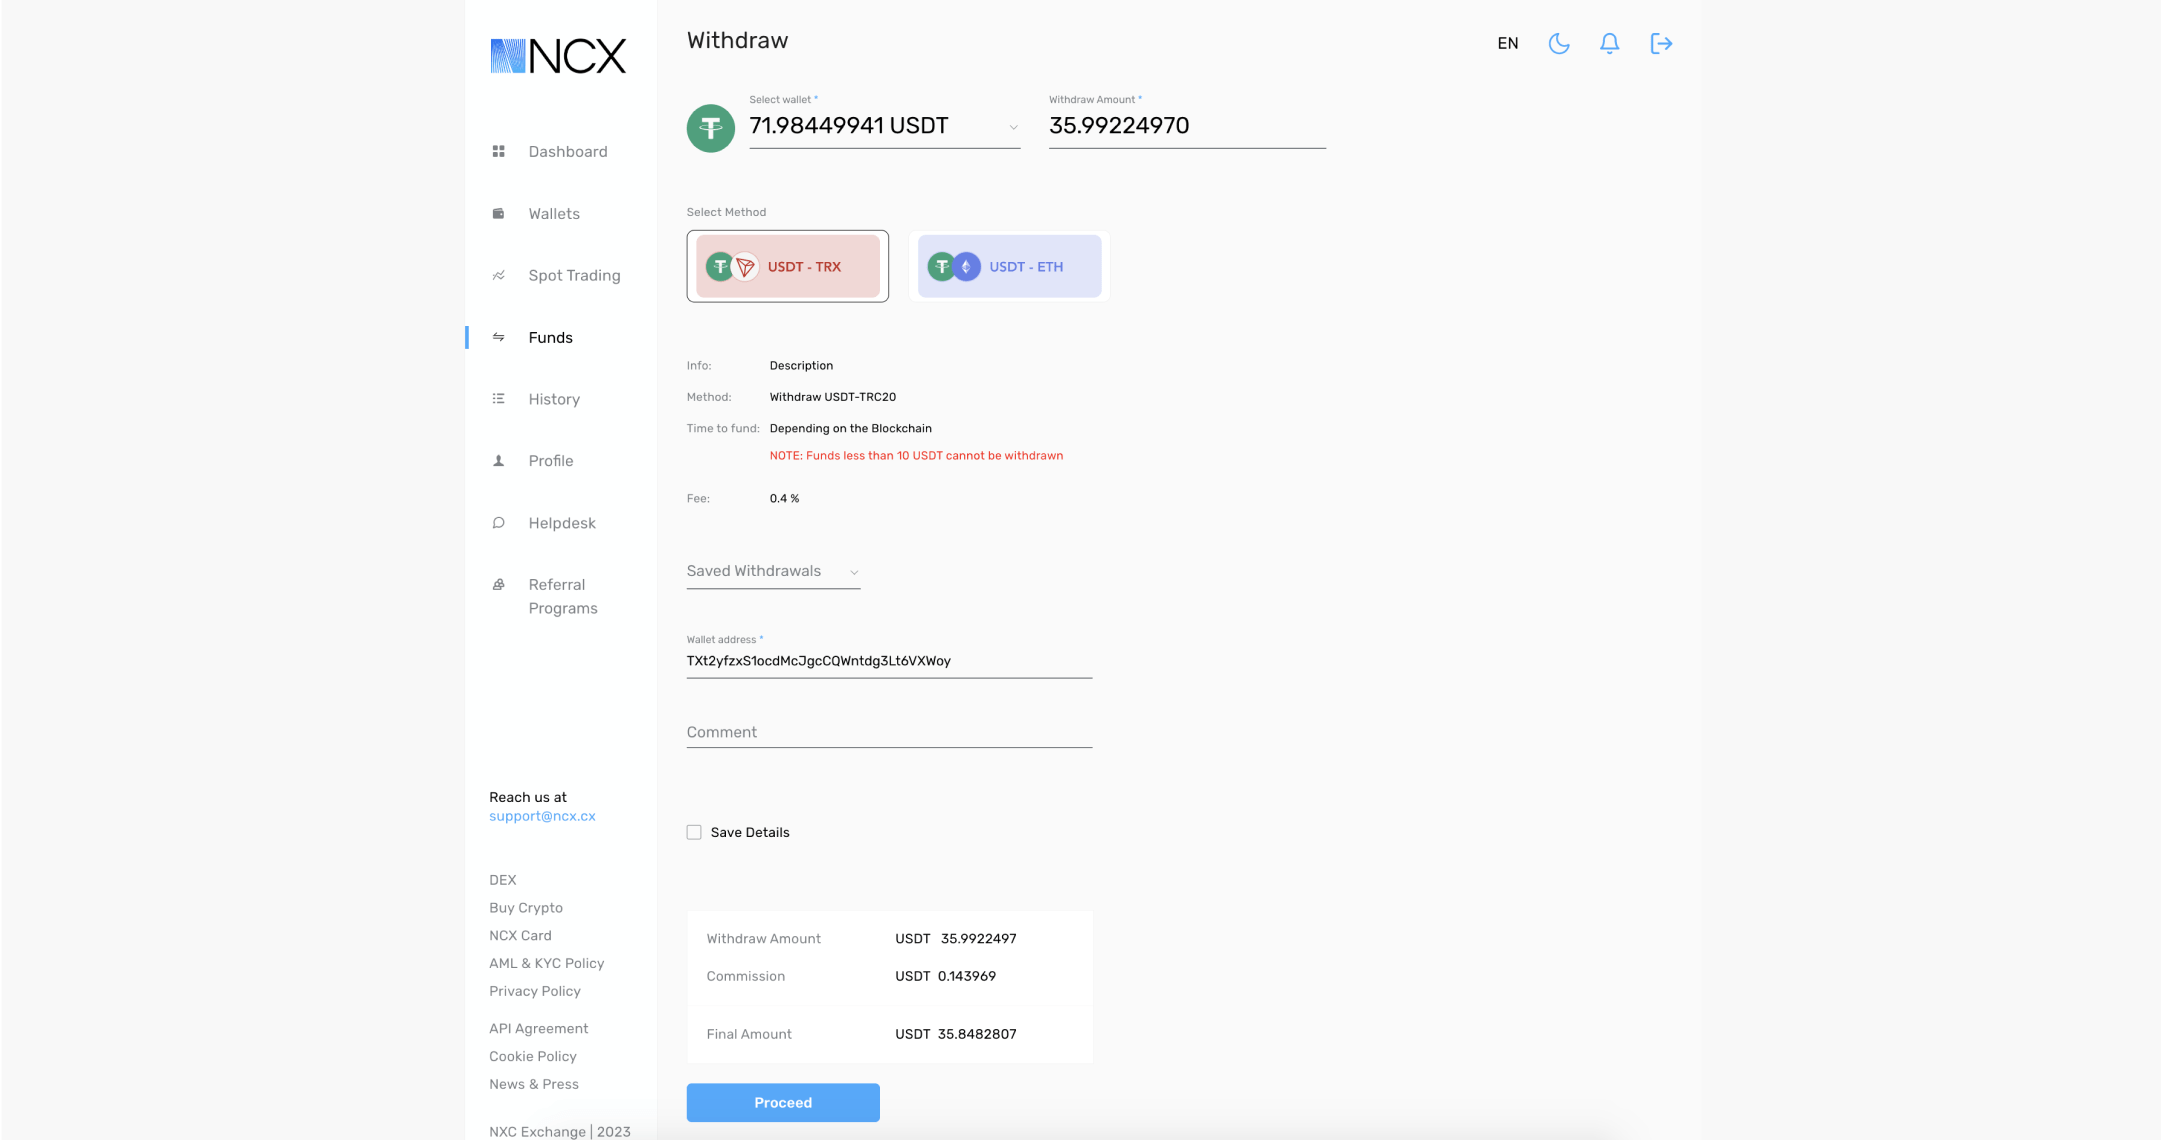 NCX
Dashboard
Wallets
Spot Trading
Funds
History
Profile
Helpdesk
Referral
Programs
Reach us at
support@ncx.cx
DEX
Buy Crypto
NCX Card
AML & KYC Policy
Privacy Policy
API Agreement
Cookie Policy
News & Press
NXC Exchange | 2023
Withdraw
EN
Select wallet *
71.98449941 USDT
Withdraw Amount *
35.99224970
Select Method
USDT - TRX
USDT - ETH
Info: Description
Method: Withdraw USDT-TRC20
Time to fund: Depending on the Blockchain
NOTE: Funds less than 10 USDT cannot be withdrawn
Fee: 0.4 %
Saved Withdrawals
Wallet address *
TXt2yfzxS1ocdMcJgcCQWntdg3Lt6VXWoy
Comment
Save Details
Withdraw Amount USDT 35.9922497
Commission USDT 0.143969
Final Amount USDT 35.8482807
Proceed